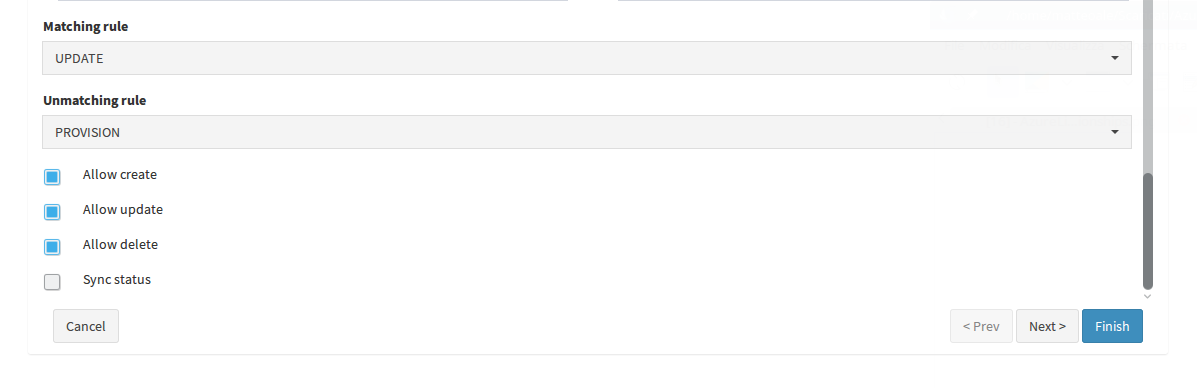 Matching rule
UPDATE
Unmatching rule
PROVISION
Allow create
Allow update
Allow delete
Sync status
Cancel
< Prev
Next >
Finish